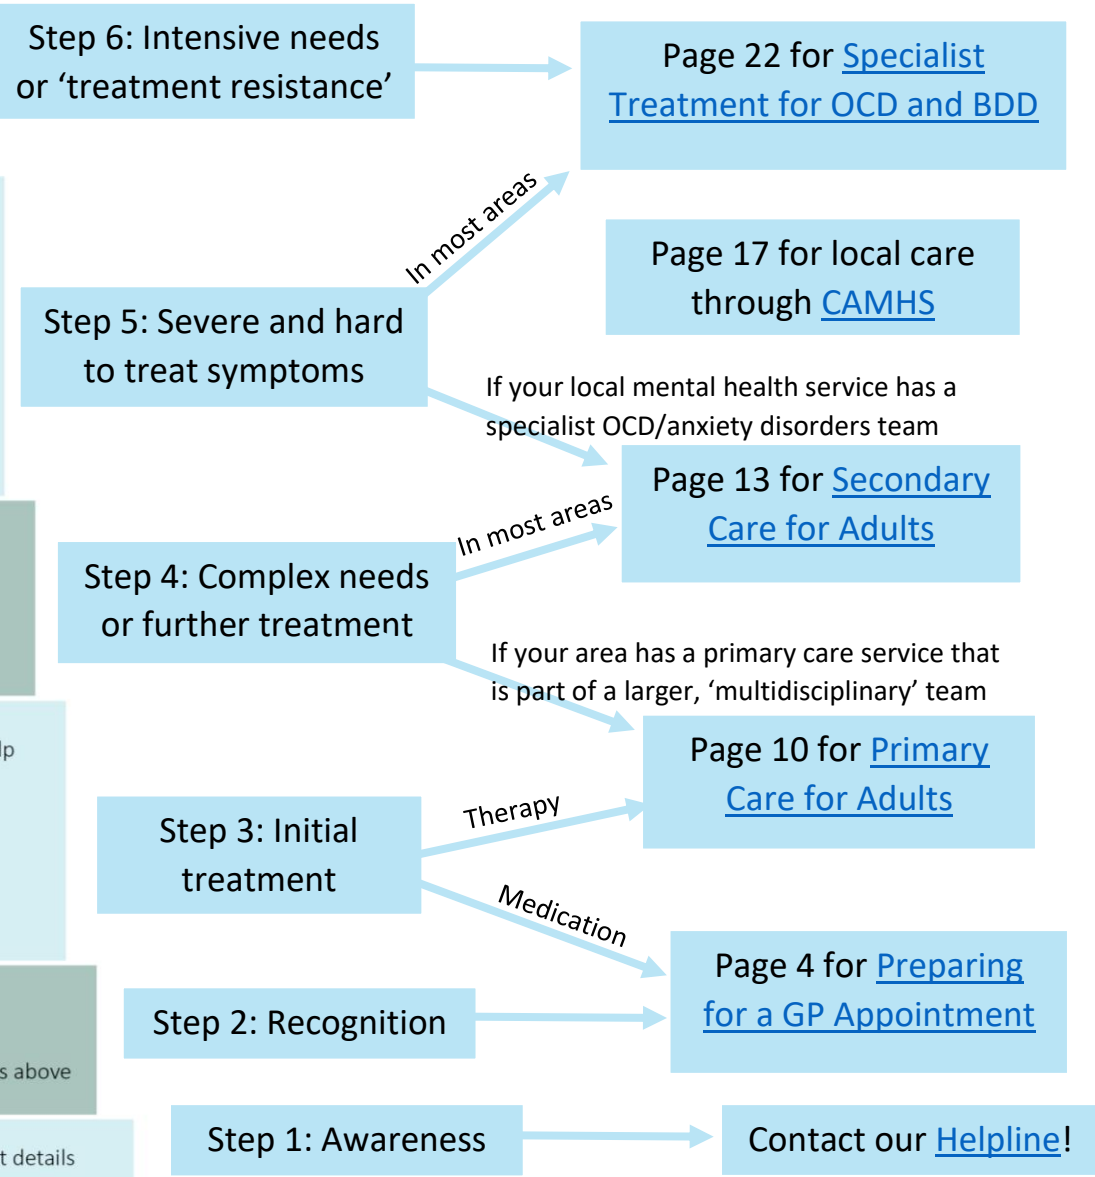 Step 6: Intensive needs
or ‘treatment resistance’
Page 22 for Specialist
Treatment for OCD and BDD
In most areas
Page 17 for local care
through CAMHS
Step 5: Severe and hard
to treat symptoms
If your local mental health service has a
specialist OCD/anxiety disorders team
Page 13 for Secondary
Care for Adults
In most areas
Step 4: Complex needs
or further treatment
If your area has a primary care service that
is part of a larger, ‘multidisciplinary’ team
Page 10 for Primary
Care for Adults
Therapy
Step 3: Initial
treatment
Medication
Page 4 for Preparing
for a GP Appointment
Step 2: Recognition
above
Step 1: Awareness
Contact our Helpline!
details